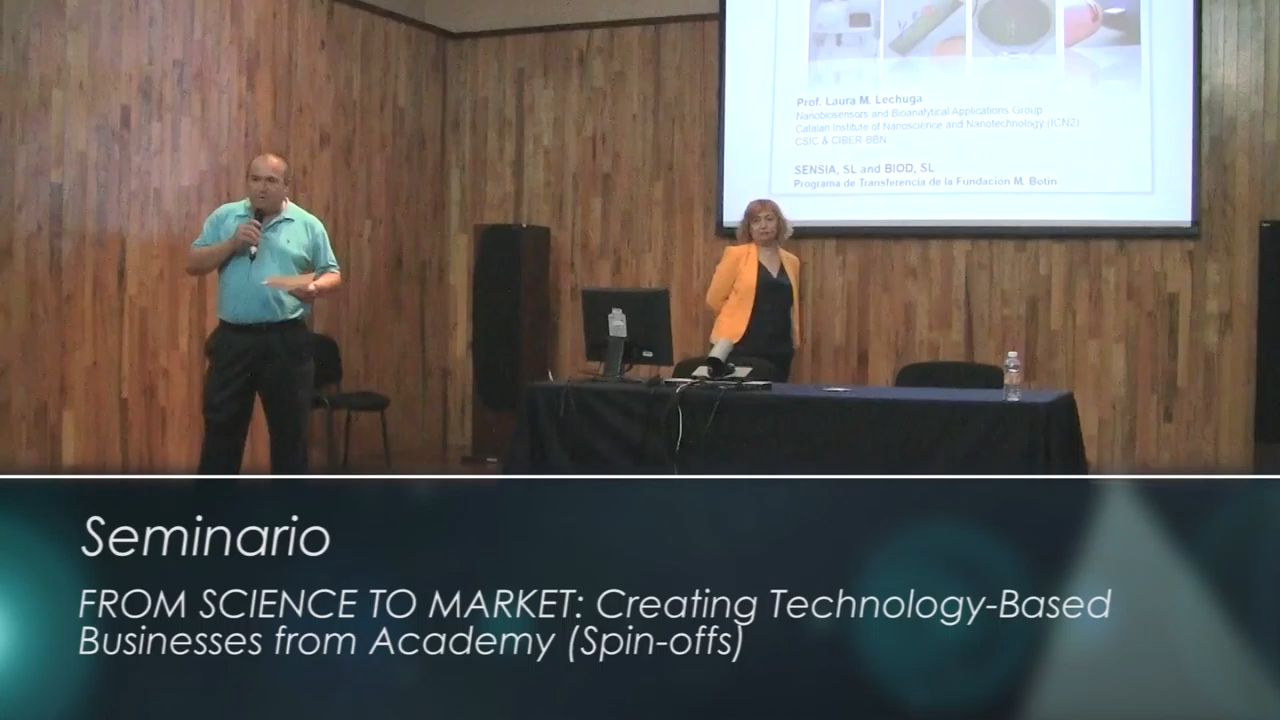 Prof. Laura M. Lechuga
Nanobiosensors and Bioanalytical Applications Group
Catalan Institute of Nanoscience and Nanotechnology (ICN2)
CSIC & CIBER-BBN
SENSIA, SL and BIOD, SL
Programa de Transferencia de la Fundacion M. Botin
Seminario
FROM SCIENCE TO MARKET: Creating Technology-Based
Businesses from Academy (Spin-offs)